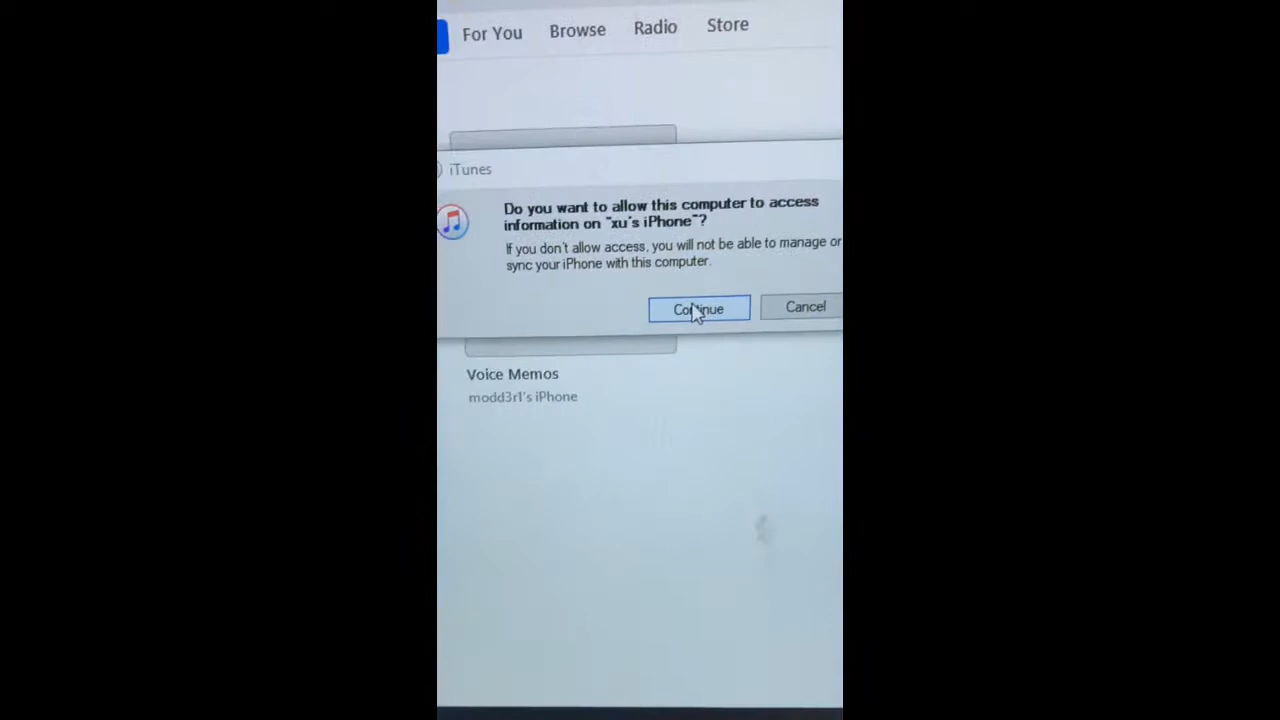 For You Browse Radio Store
iTunes
Do you want to allow this computer to access
information on "xu's iPhone"?
If you don't allow access, you will not be able to manage or
sync your iPhone with this computer.
Continue Cancel
Voice Memos
modd3r1's iPhone